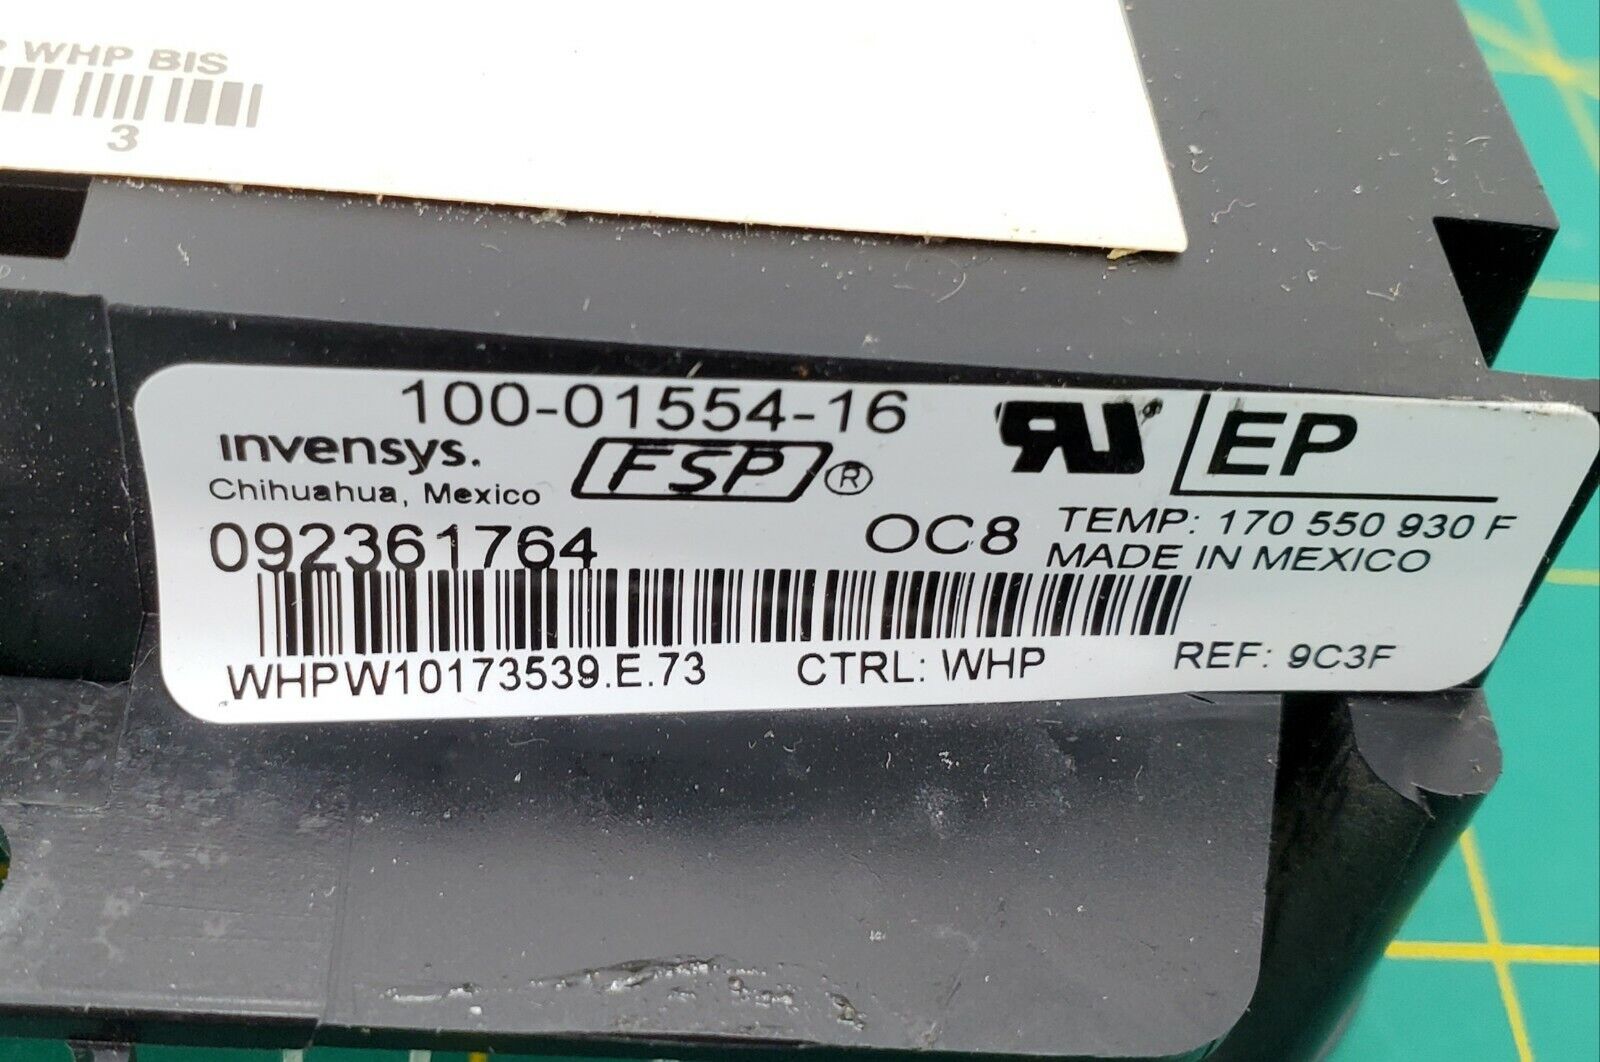 WHP BIS
3
100-01554-16
invensys. FSP® RU EP
Chihuahua, Mexico
092361764 OC8 TEMP: 170 550 930 F
MADE IN MEXICO
WHPW10173539.E.73 CTRL: WHP REF: 9C3F